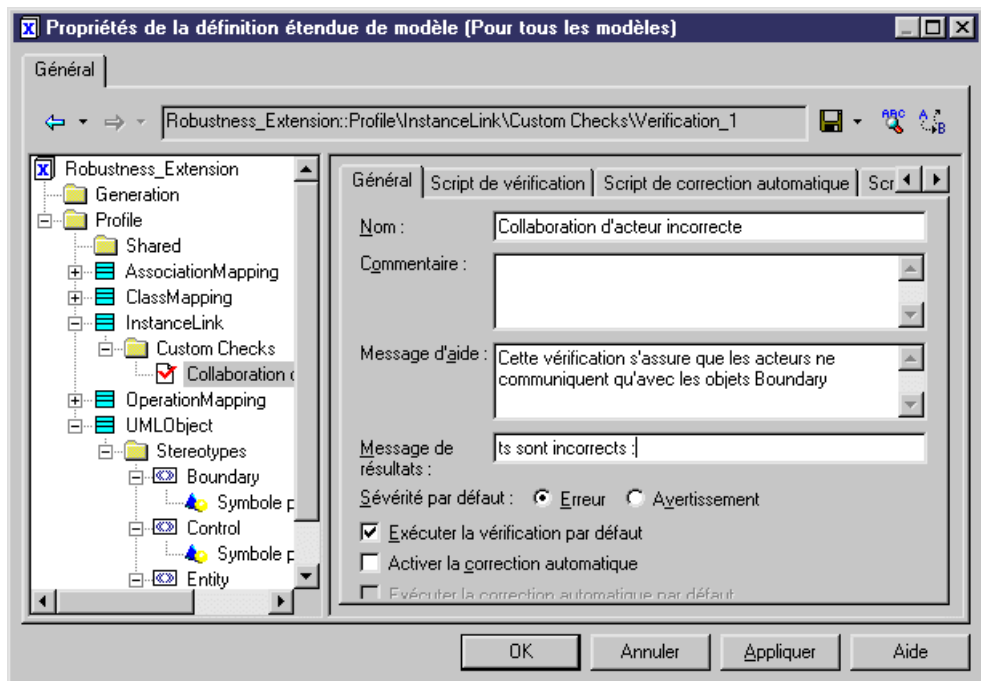 Propriétés de la définition étendue de modèle (Pour tous les modèles)
Général
Robustness_Extension::Profile\InstanceLink\Custom Checks\Verification_1
ABC
A
B
Robustness_Extension
Generation
Profile
Shared
AssociationMapping
ClassMapping
InstanceLink
Custom Checks
Collaboration
OperationMapping
UMLObject
Stereotypes
Boundary
Symbole p
Control
Symbole p
Entity
Général
Script de vérification
Script de correction automatique
Scr
Nom :
Collaboration d'acteur incorrecte
Commentaire :
Message d'aide :
Cette vérification s'assure que les acteurs ne
communiquent qu'avec les objets Boundary
Message de
résultats :
ts sont incorrects :
Sévérité par défaut :
Erreur
Avertissement
Exécuter la vérification par défaut
Activer la correction automatique
Exécuter la correction automatique par défaut
OK
Annuler
Appliquer
Aide